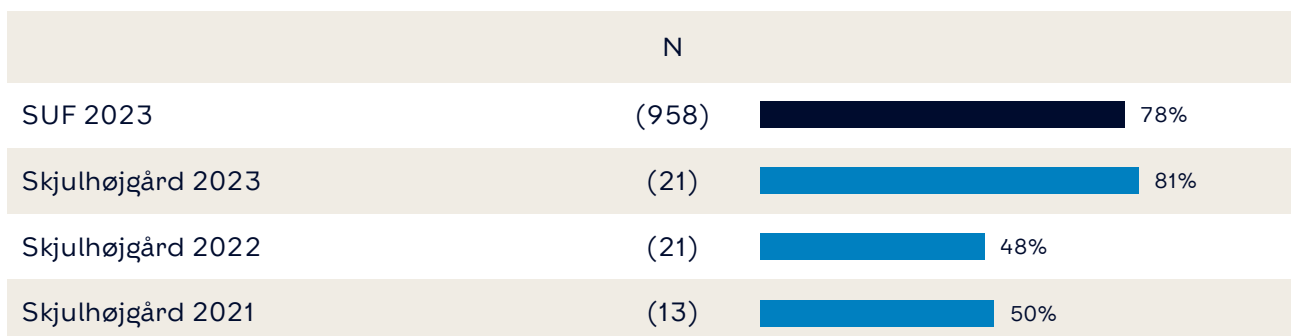 N
SUF 2023 (958) 78%
Skjulhøjgård 2023 (21) 81%
Skjulhøjgård 2022 (21) 48%
Skjulhøjgård 2021 (13) 50%